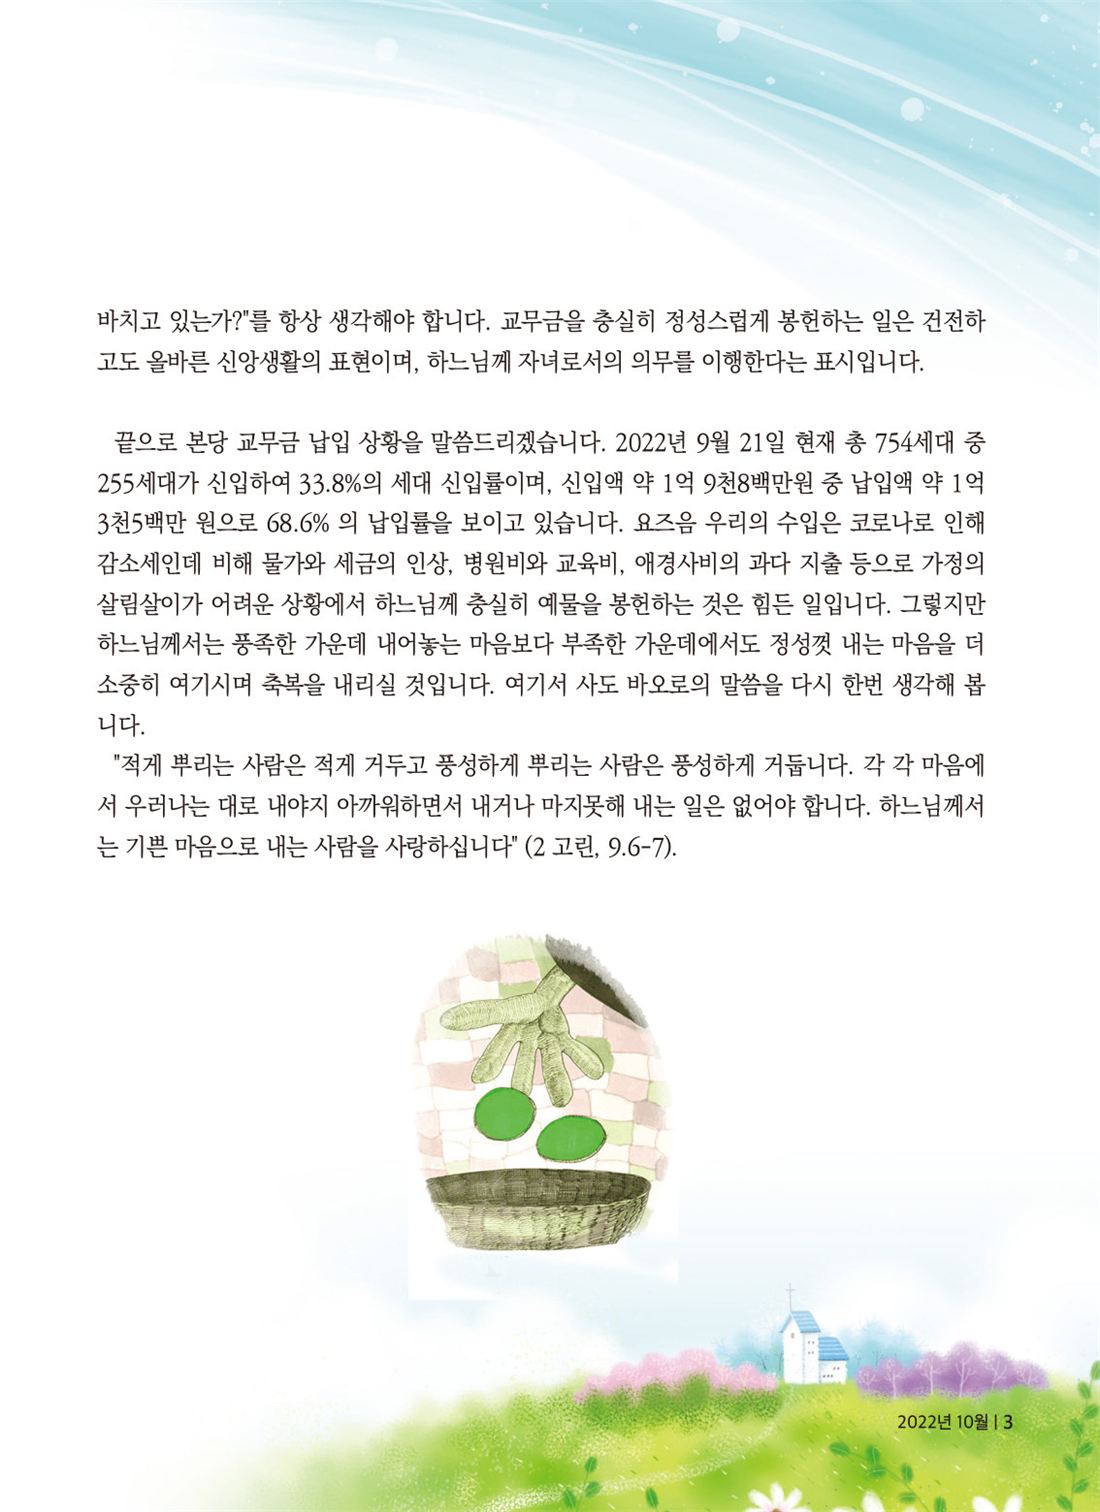 바치고 있는가?"를 항상 생각해야 합니다. 교무금을 충실히 정성스럽게 봉헌하는 일은 건전하
고도 올바른 신앙생활의 표현이며, 하느님께 자녀로서의 의무를 이행한다는 표시입니다.
끝으로 본당 교무금 납입 상황을 말씀드리겠습니다. 2022년 9월 21일 현재 총 754세대 중
255세대가 신입하여 33.8%의 세대 신입률이며, 신입액 약 1억 9천8백만원 중 납입액 약 1억
3천5백만 원으로 68.6% 의 납입률을 보이고 있습니다. 요즈음 우리의 수입은 코로나로 인해
감소세인데 비해 물가와 세금의 인상, 병원비와 교육비, 애경사비의 과다 지출 등으로 가정의
살림살이가 어려운 상황에서 하느님께 충실히 예물을 봉헌하는 것은 힘든 일입니다. 그렇지만
하느님께서는 풍족한 가운데 내어놓는 마음보다 부족한 가운데에서도 정성껏 내는 마음을 더
소중히 여기시며 축복을 내리실 것입니다. 여기서 사도 바오로의 말씀을 다시 한번 생각해 봅
니다.
"적게 뿌리는 사람은 적게 거두고 풍성하게 뿌리는 사람은 풍성하게 거둡니다. 각 각 마음에
서 우러나는 대로 내야지 아까워하면서 내거나 마지못해 내는 일은 없어야 합니다. 하느님께서
는 기쁜 마음으로 내는 사람을 사랑하십니다" (2 고린, 9.6-7).
2022년 10월 | 3